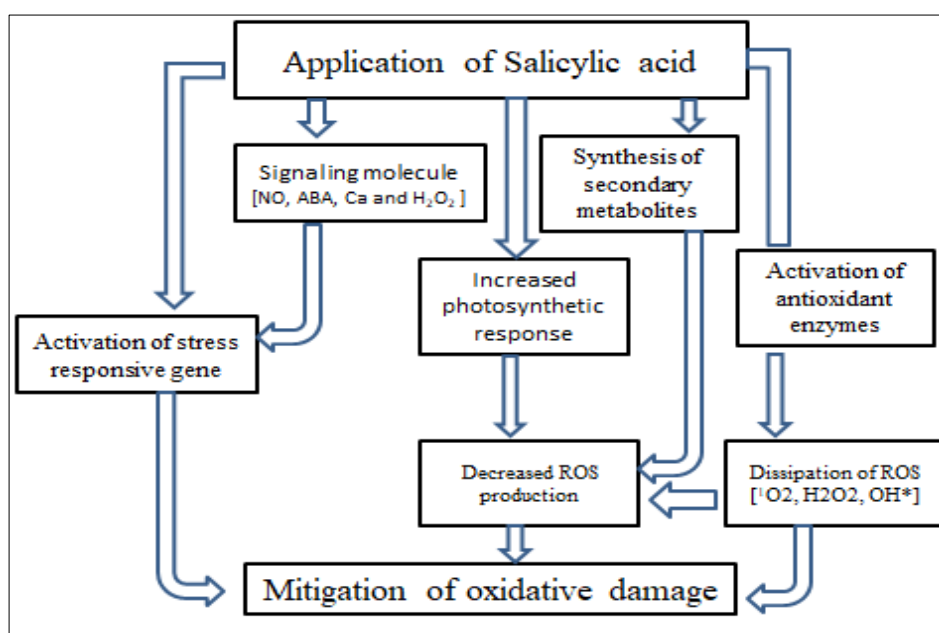 Application of Salicylic acid
Signaling molecule
[NO, ABA, Ca and H₂O₂ ]
Synthesis of
secondary
metabolites
Increased
photosynthetic
response
Activation of
antioxidant
enzymes
Activation of stress
responsive gene
Decreased ROS
production
Dissipation of ROS
[¹O2, H2O2, OH*]
Mitigation of oxidative damage